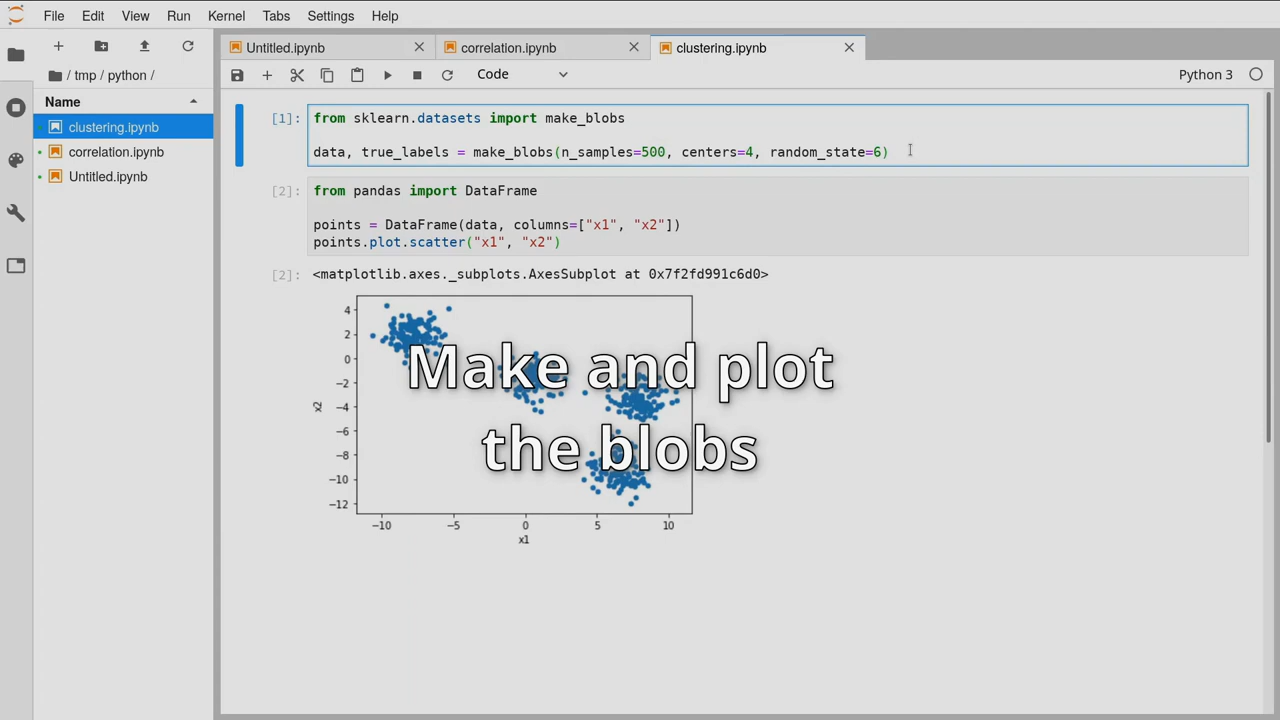 File Edit View Run Kernel Tabs Settings Help
/ tmp / python /
Name
clustering.ipynb
correlation.ipynb
Untitled.ipynb
Untitled.ipynb correlation.ipynb clustering.ipynb
Code Python 3
[1]: from sklearn.datasets import make_blobs
data, true_labels = make_blobs(n_samples=500, centers=4, random_state=6)
[2]: from pandas import DataFrame
points = DataFrame(data, columns=["x1", "x2"])
points.plot.scatter("x1", "x2")
[2]: <matplotlib.axes._subplots.AxesSubplot at 0x7f2fd991c6d0>
4
2
0
−2
−4
−6
−8
−10
−12
x2
−10 −5 0 5 10
x1
Make and plot
the blobs